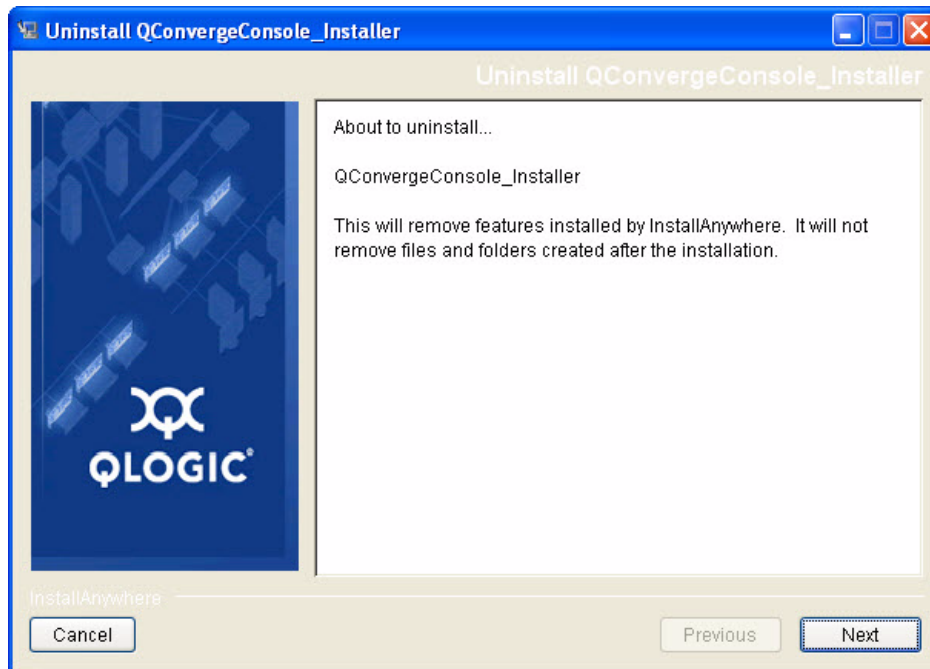 Uninstall QConvergeConsole_Installer
Uninstall QConvergeConsole_Installer
About to uninstall...
QConvergeConsole_Installer
This will remove features installed by InstallAnywhere. It will not
remove files and folders created after the installation.
QLOGIC®
InstallAnywhere
Cancel
Previous
Next